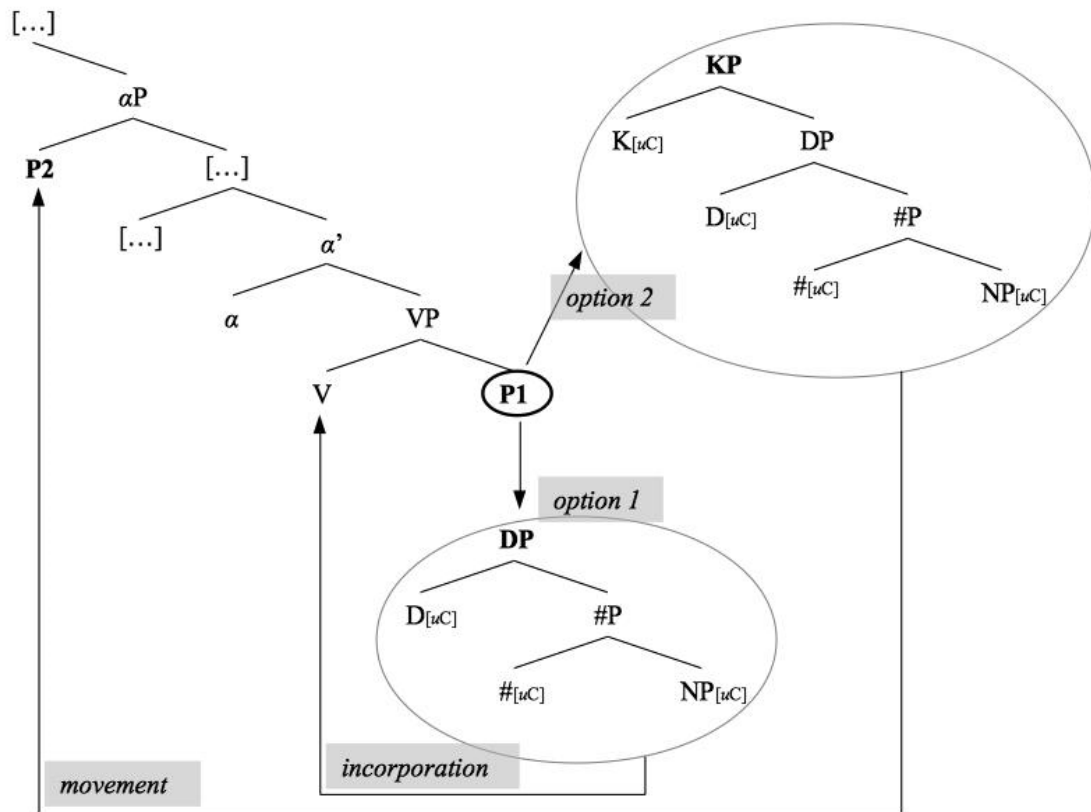 […]
αP
P2
[…]
[…]
α’
α
VP
V
P1
option 2
KP
K[uC]
DP
D[uC]
#P
#[uC]
NP[uC]
option 1
DP
D[uC]
#P
#[uC]
NP[uC]
movement
incorporation